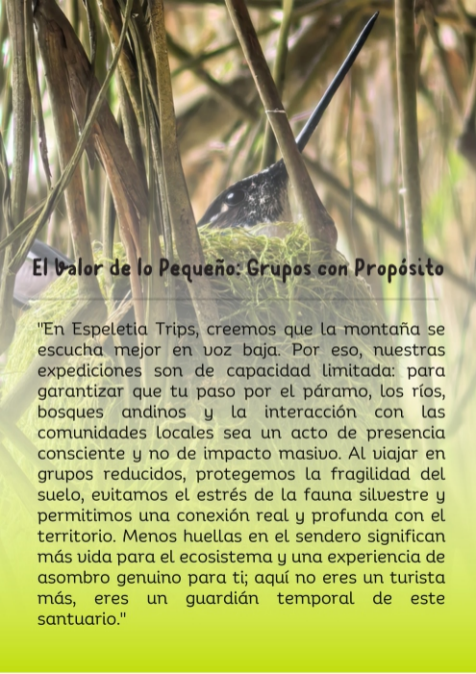 El Valor de lo Pequeño: Grupos con Propósito
"En Espeletia Trips, creemos que la montaña se
escucha mejor en voz baja. Por eso, nuestras
expediciones son de capacidad limitada: para
garantizar que tu paso por el páramo, los ríos,
bosques andinos y la interacción con las
comunidades locales sea un acto de presencia
consciente y no de impacto masivo. Al viajar en
grupos reducidos, protegemos la fragilidad del
suelo, evitamos el estrés de la fauna silvestre y
permitimos una conexión real y profunda con el
territorio. Menos huellas en el sendero significan
más vida para el ecosistema y una experiencia de
asombro genuino para ti; aquí no eres un turista
más, eres un guardián temporal de este
santuario."